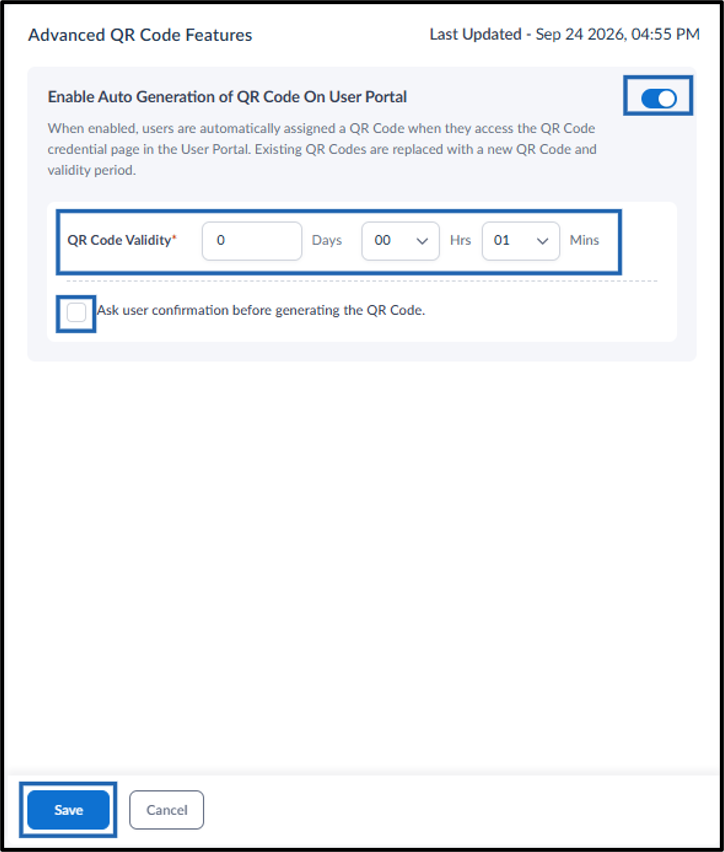 Advanced QR Code Features
Last Updated - Sep 24 2026, 04:55 PM
Enable Auto Generation of QR Code On User Portal
When enabled, users are automatically assigned a QR Code when they access the QR Code
credential page in the User Portal. Existing QR Codes are replaced with a new QR Code and
validity period.
QR Code Validity* 0 Days 00 Hrs 01 Mins
Ask user confirmation before generating the QR Code.
Save Cancel